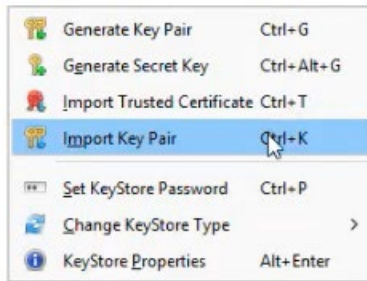 Generate Key Pair Ctrl+G
Generate Secret Key Ctrl+Alt+G
Import Trusted Certificate Ctrl+T
Import Key Pair Ctrl+K
Set KeyStore Password Ctrl+P
Change KeyStore Type
KeyStore Properties Alt+Enter